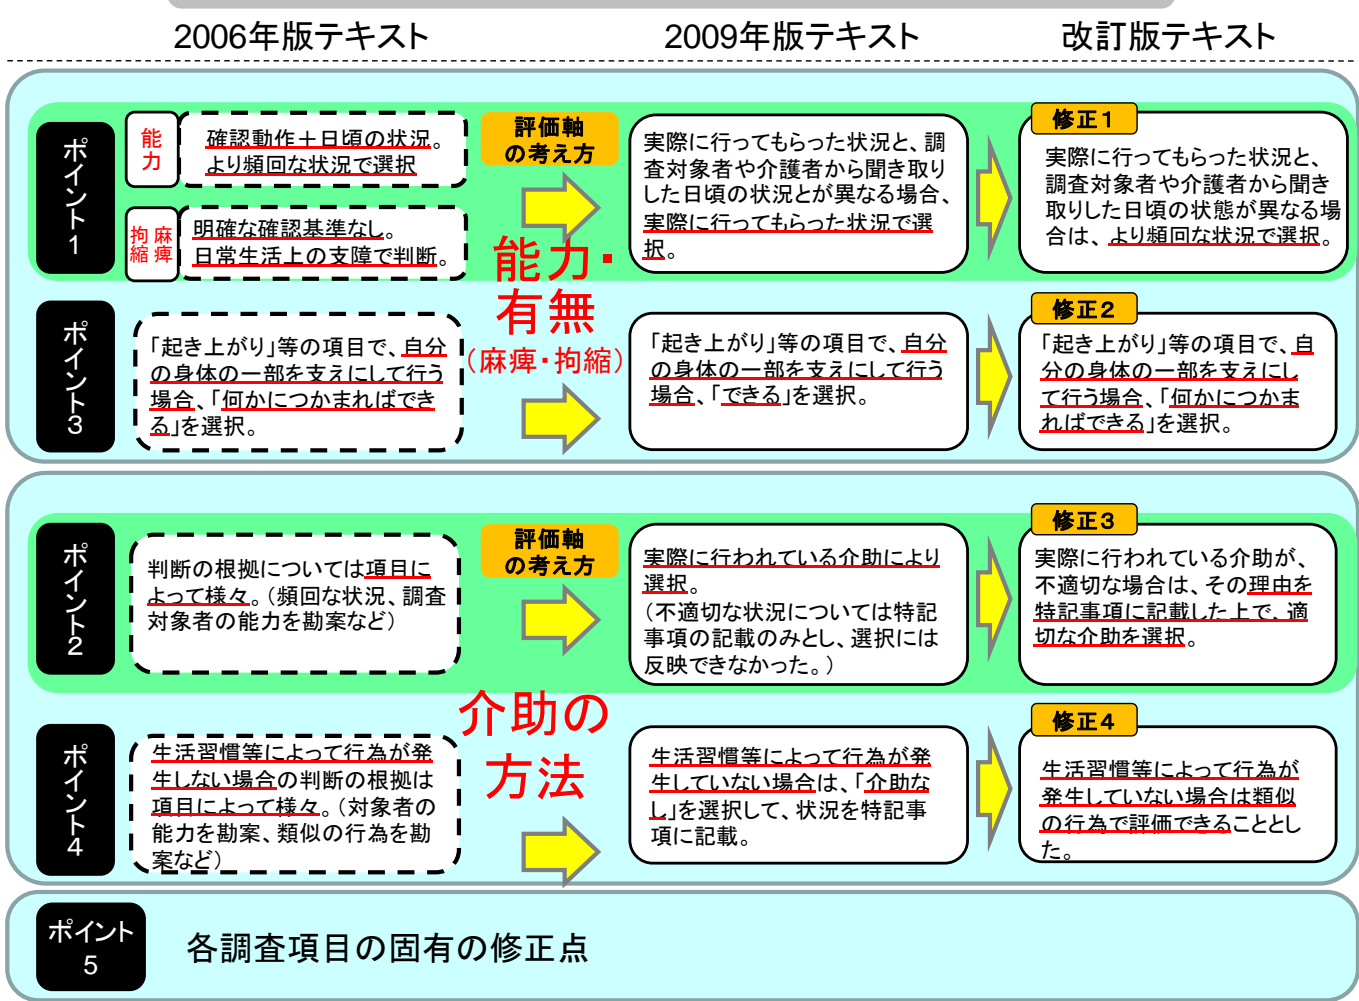 2006年版テキスト
2009年版テキスト
改訂版テキスト
ポイント1
能力
確認動作＋日頃の状況。
より頻回な状況で選択
麻痺
拘縮
明確な確認基準なし。
日常生活上の支障で判断。
評価軸
の考え方
実際に行ってもらった状況と、調
査対象者や介護者から聞き取り
した日頃の状況とが異なる場合、
実際に行ってもらった状況で選
択。
修正1
実際に行ってもらった状況と、
調査対象者や介護者から聞き
取りした日頃の状態が異なる場
合は、より頻回な状況で選択。
能力・
有無
（麻痺・拘縮）
ポイント3
「起き上がり」等の項目で、自分
の身体の一部を支えにして行う
場合、「何かにつかまればでき
る」を選択。
「起き上がり」等の項目で、自分
の身体の一部を支えにして行う
場合、「できる」を選択。
修正2
「起き上がり」等の項目で、自
分の身体の一部を支えにし
て行う場合、「何かにつかま
ればできる」を選択。
ポイント2
判断の根拠については項目に
よって様々。（頻回な状況、調査
対象者の能力を勘案など）
評価軸
の考え方
実際に行われている介助により
選択。
（不適切な状況については特記
事項の記載のみとし、選択には
反映できなかった。）
修正3
実際に行われている介助が、
不適切な場合は、その理由を
特記事項に記載した上で、適
切な介助を選択。
介助の
方法
ポイント4
生活習慣等によって行為が発
生しない場合の判断の根拠は
項目によって様々。（対象者の
能力を勘案、類似の行為を勘
案など）
生活習慣等によって行為が発
生していない場合は、「介助な
し」を選択して、状況を特記事
項に記載。
修正4
生活習慣等によって行為が
発生していない場合は類似
の行為で評価できることとし
た。
ポイント
5
各調査項目の固有の修正点